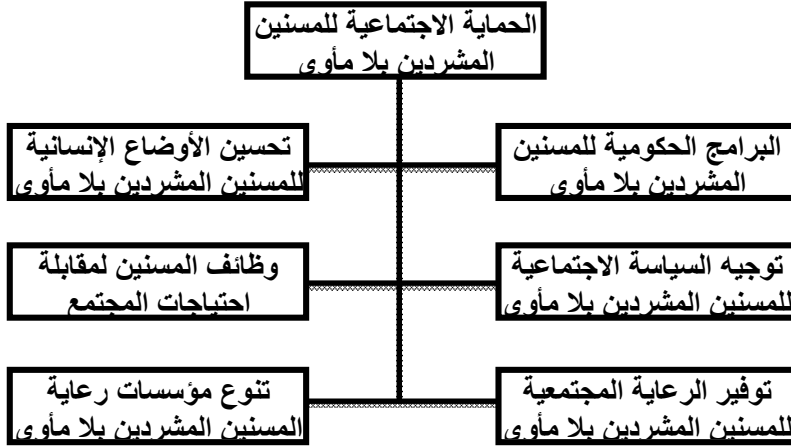 الحماية الاجتماعية للمسنين
المشردين بلا مأوى
البرامج الحكومية للمسنين
المشردين بلا مأوى
تحسين الأوضاع الإنسانية
للمسنين المشردين بلا مأوى
توجيه السياسة الاجتماعية
للمسنين المشردين بلا مأوى
وظائف المسنين لمقابلة
احتياجات المجتمع
توفير الرعاية المجتمعية
للمسنين المشردين بلا مأوى
تنوع مؤسسات رعاية
المسنين المشردين بلا مأوى